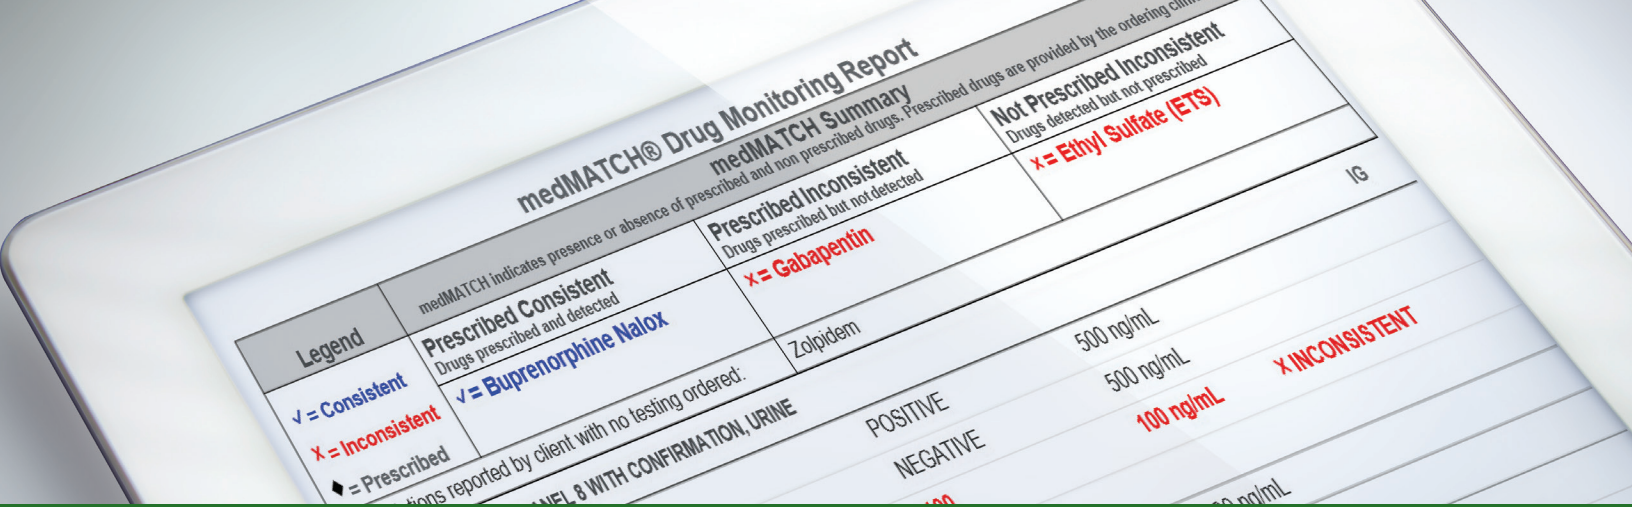 medMATCH® Drug Monitoring Report
medMATCH Summary
medMATCH indicates presence or absence of prescribed and non prescribed drugs. Prescribed drugs are provided by the ordering
Legend
Prescribed Consistent
Drugs prescribed and detected
Prescribed Inconsistent
Drugs prescribed but not detected
Not Prescribed Inconsistent
Drugs detected but not prescribed
√ = Consistent
X = Inconsistent
♦ = Prescribed
√ = Buprenorphine Nalox
X = Gabapentin
X = Ethyl Sulfate (ETS)
reported by client with no testing ordered:
Zolpidem
8 WITH CONFIRMATION, URINE
IG
POSITIVE
500 ng/mL
NEGATIVE
500 ng/mL
100 ng/mL
X INCONSISTENT
ng/mL